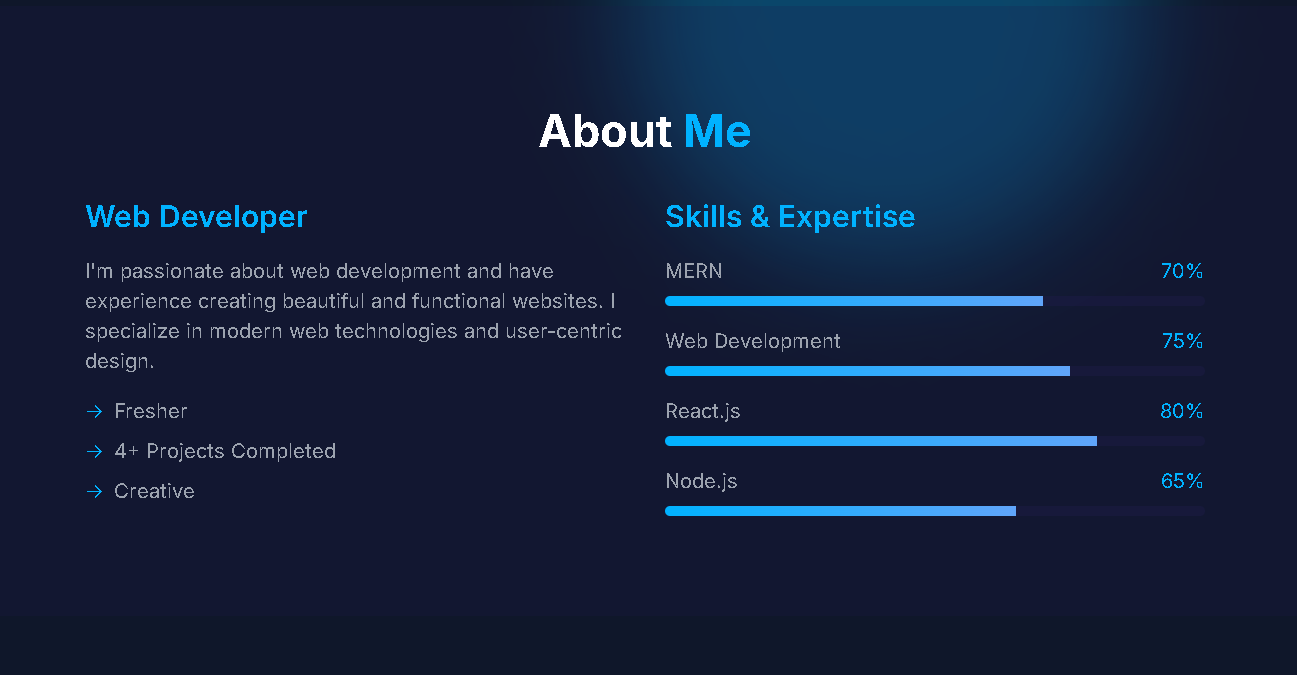 About Me
Web Developer
I'm passionate about web development and have
experience creating beautiful and functional websites. I
specialize in modern web technologies and user-centric
design.
→ Fresher
→ 4+ Projects Completed
→ Creative
Skills & Expertise
MERN 70%
Web Development 75%
React.js 80%
Node.js 65%